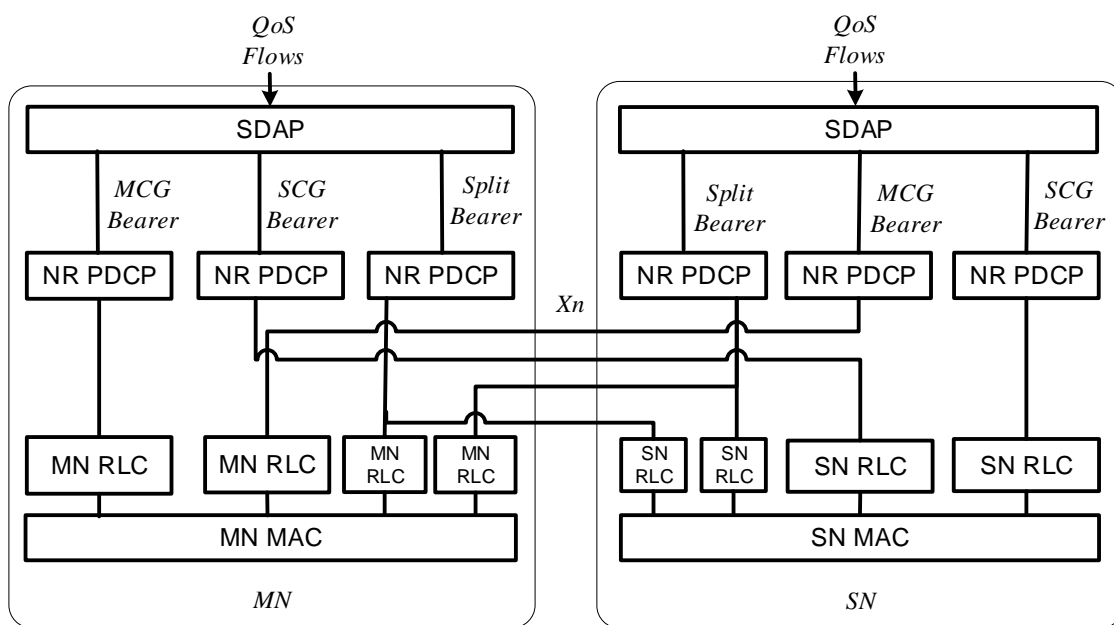 QoS
Flows
QoS
Flows
SDAP
SDAP
MCG
Bearer
SCG
Bearer
Split
Bearer
Split
Bearer
MCG
Bearer
SCG
Bearer
NR PDCP
NR PDCP
NR PDCP
NR PDCP
NR PDCP
NR PDCP
Xn
MN RLC
MN RLC
MN
RLC
MN
RLC
SN
RLC
SN
RLC
SN RLC
SN RLC
MN MAC
SN MAC
MN
SN